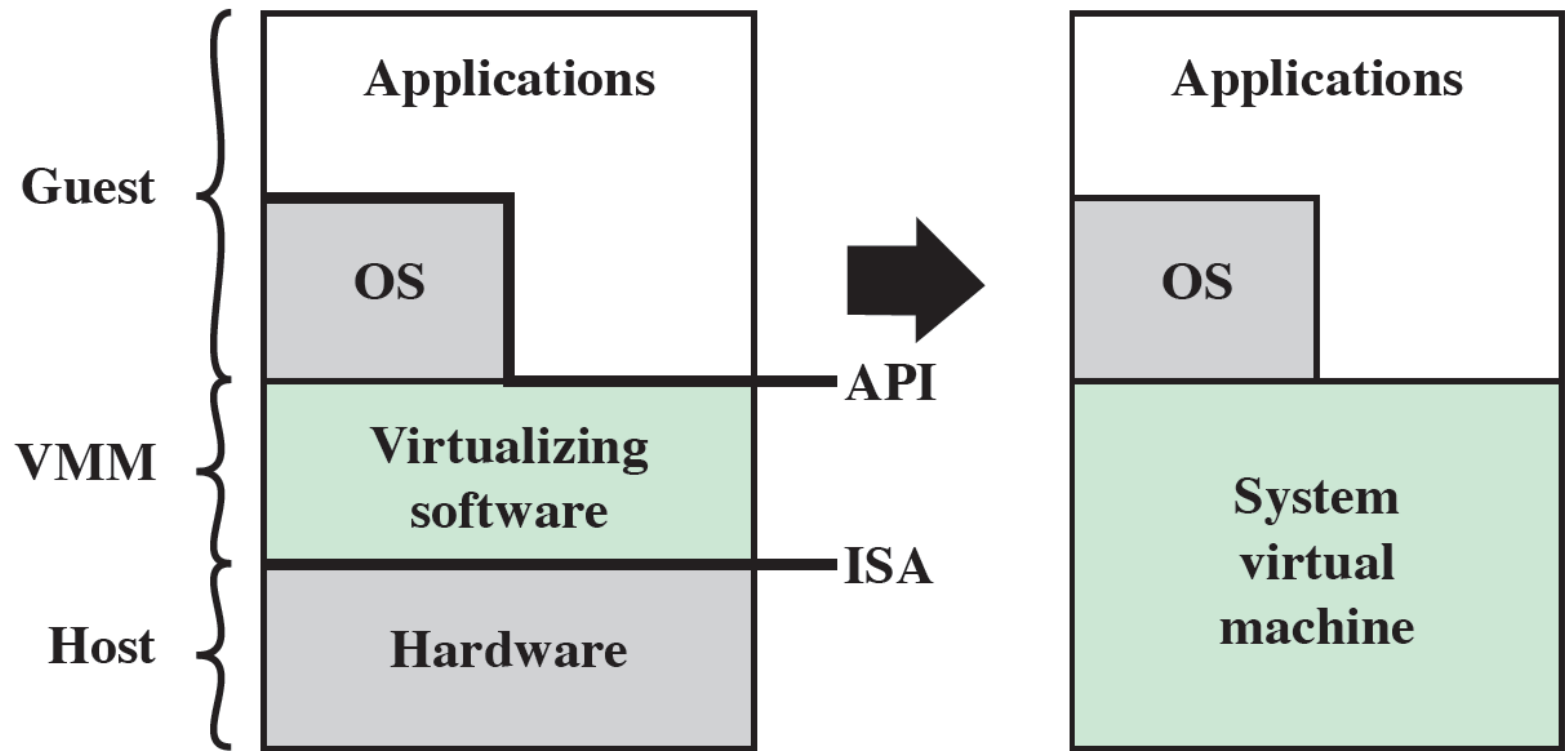 Applications
Guest
OS
API
VMM
Virtualizing
software
ISA
Host
Hardware
Applications
OS
System
virtual
machine